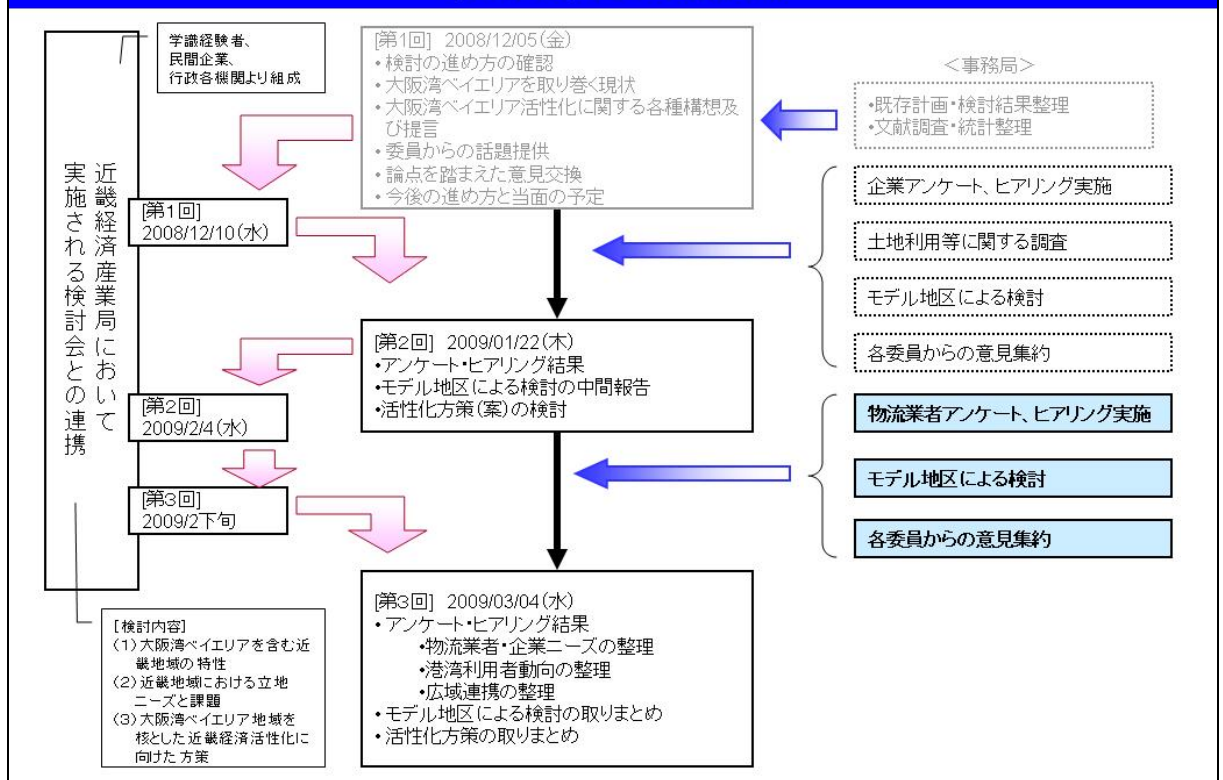 学識経験者、
民間企業、
行政各機関より組成
近畿経済産業局において
実施される検討会との連携
[第1回] 2008/12/05(金)
・検討の進め方の確認
・大阪湾ベイエリアを取り巻く現状
・大阪湾ベイエリア活性化に関する各種構想及
び提言
・委員からの話題提供
・論点を踏まえた意見交換
・今後の進め方と当面の予定
＜事務局＞
・既存計画・検討結果整理
・文献調査・統計整理
企業アンケート、ヒアリング実施
土地利用等に関する調査
モデル地区による検討
各委員からの意見集約
[第1回]
2008/12/10(水)
[第2回] 2009/01/22(木)
・アンケート・ヒアリング結果
・モデル地区による検討の中間報告
・活性化方策(案)の検討
[第2回]
2009/2/4(水)
[第3回]
2009/2下旬
物流業者アンケート、ヒアリング実施
モデル地区による検討
各委員からの意見集約
[第3回] 2009/03/04(水)
・アンケート・ヒアリング結果
・物流業者・企業ニーズの整理
・港湾利用者動向の整理
・広域連携の整理
・モデル地区による検討の取りまとめ
・活性化方策の取りまとめ
[検討内容]
(1)大阪湾ベイエリアを含む近
畿地域の特性
(2)近畿地域における立地
ニーズと課題
(3)大阪湾ベイエリア地域を
核とした近畿経済活性化に
向けた方策